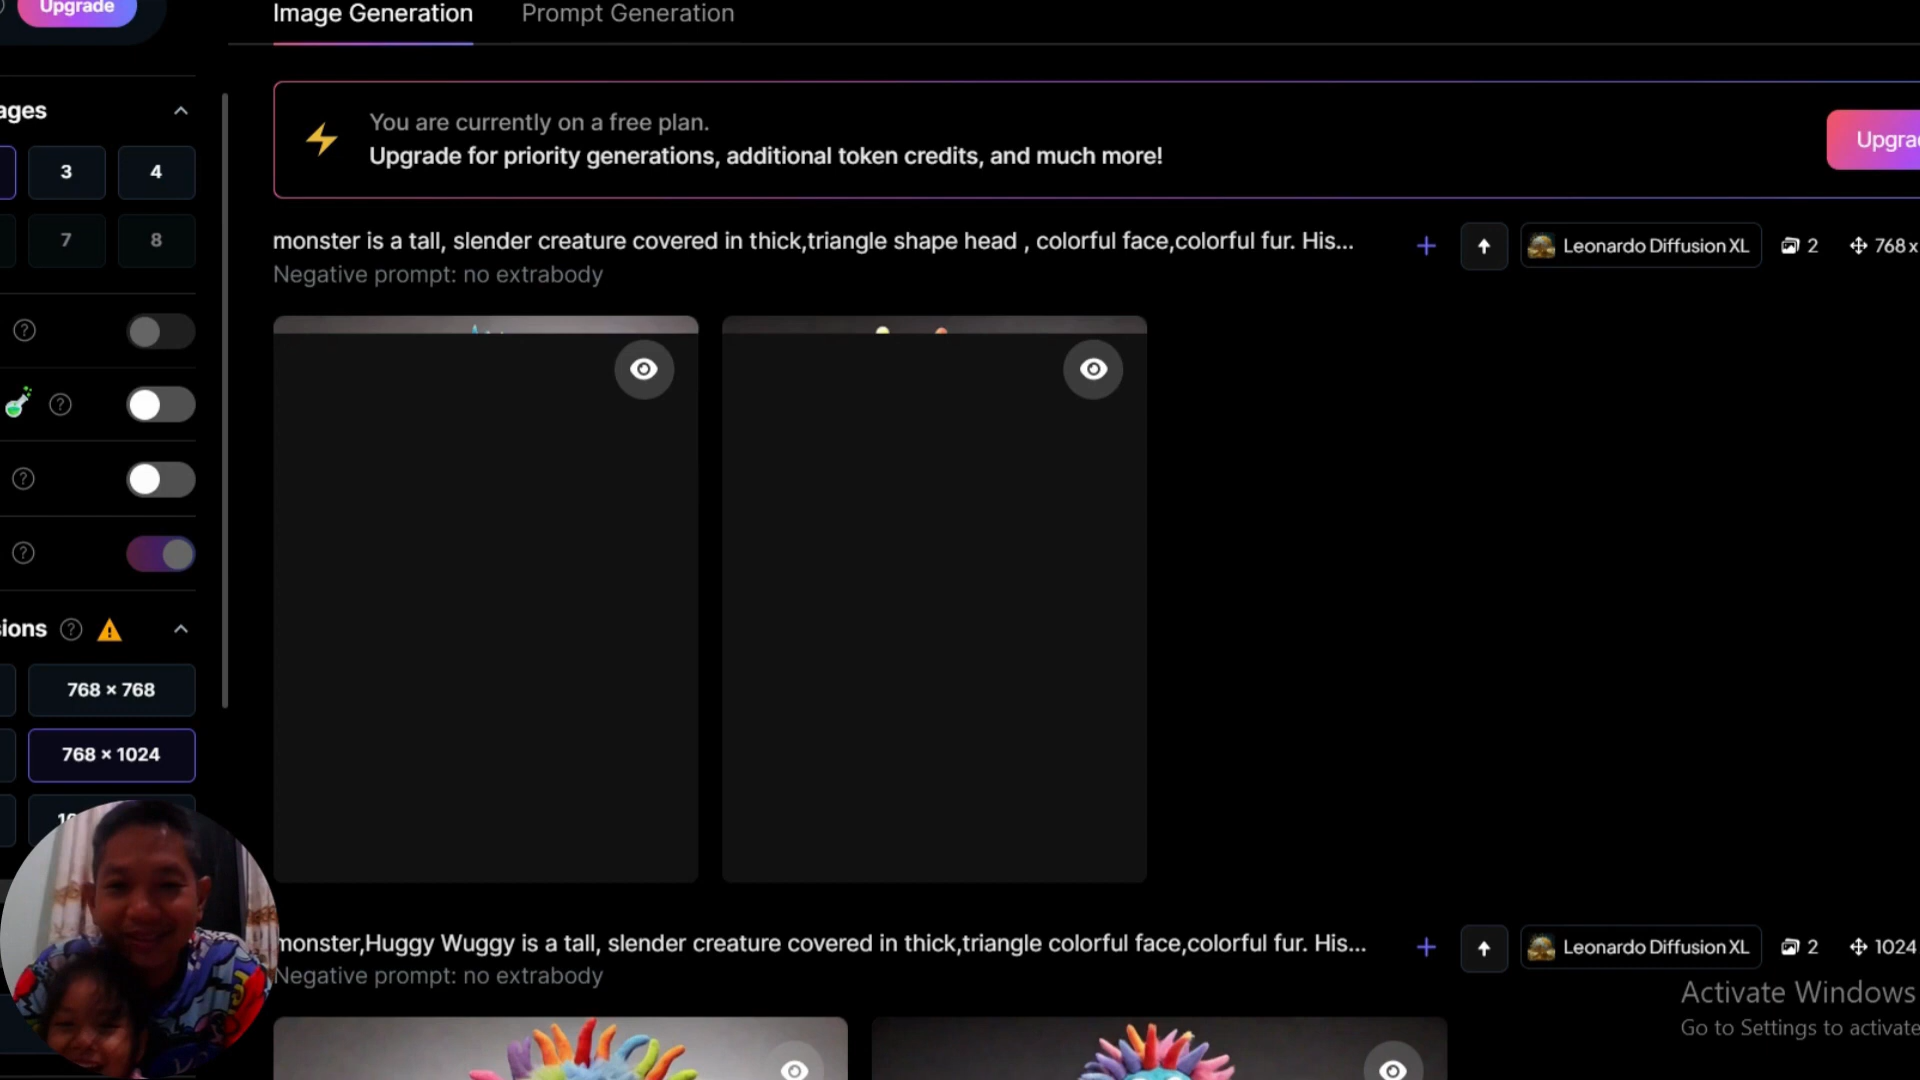 Upgrade
Image Generation
Prompt Generation
ages
3
4
7
8
You are currently on a free plan.
Upgrade for priority generations, additional token credits, and much more!
Upgra
monster is a tall, slender creature covered in thick,triangle shape head , colorful face,colorful fur. His...
Leonardo Diffusion XL
2
768 x
Negative prompt: no extrabody
sions
768 × 768
768 × 1024
monster,Huggy Wuggy is a tall, slender creature covered in thick,triangle colorful face,colorful fur. His...
Leonardo Diffusion XL
2
1024
Negative prompt: no extrabody
Activate Windows
Go to Settings to activate